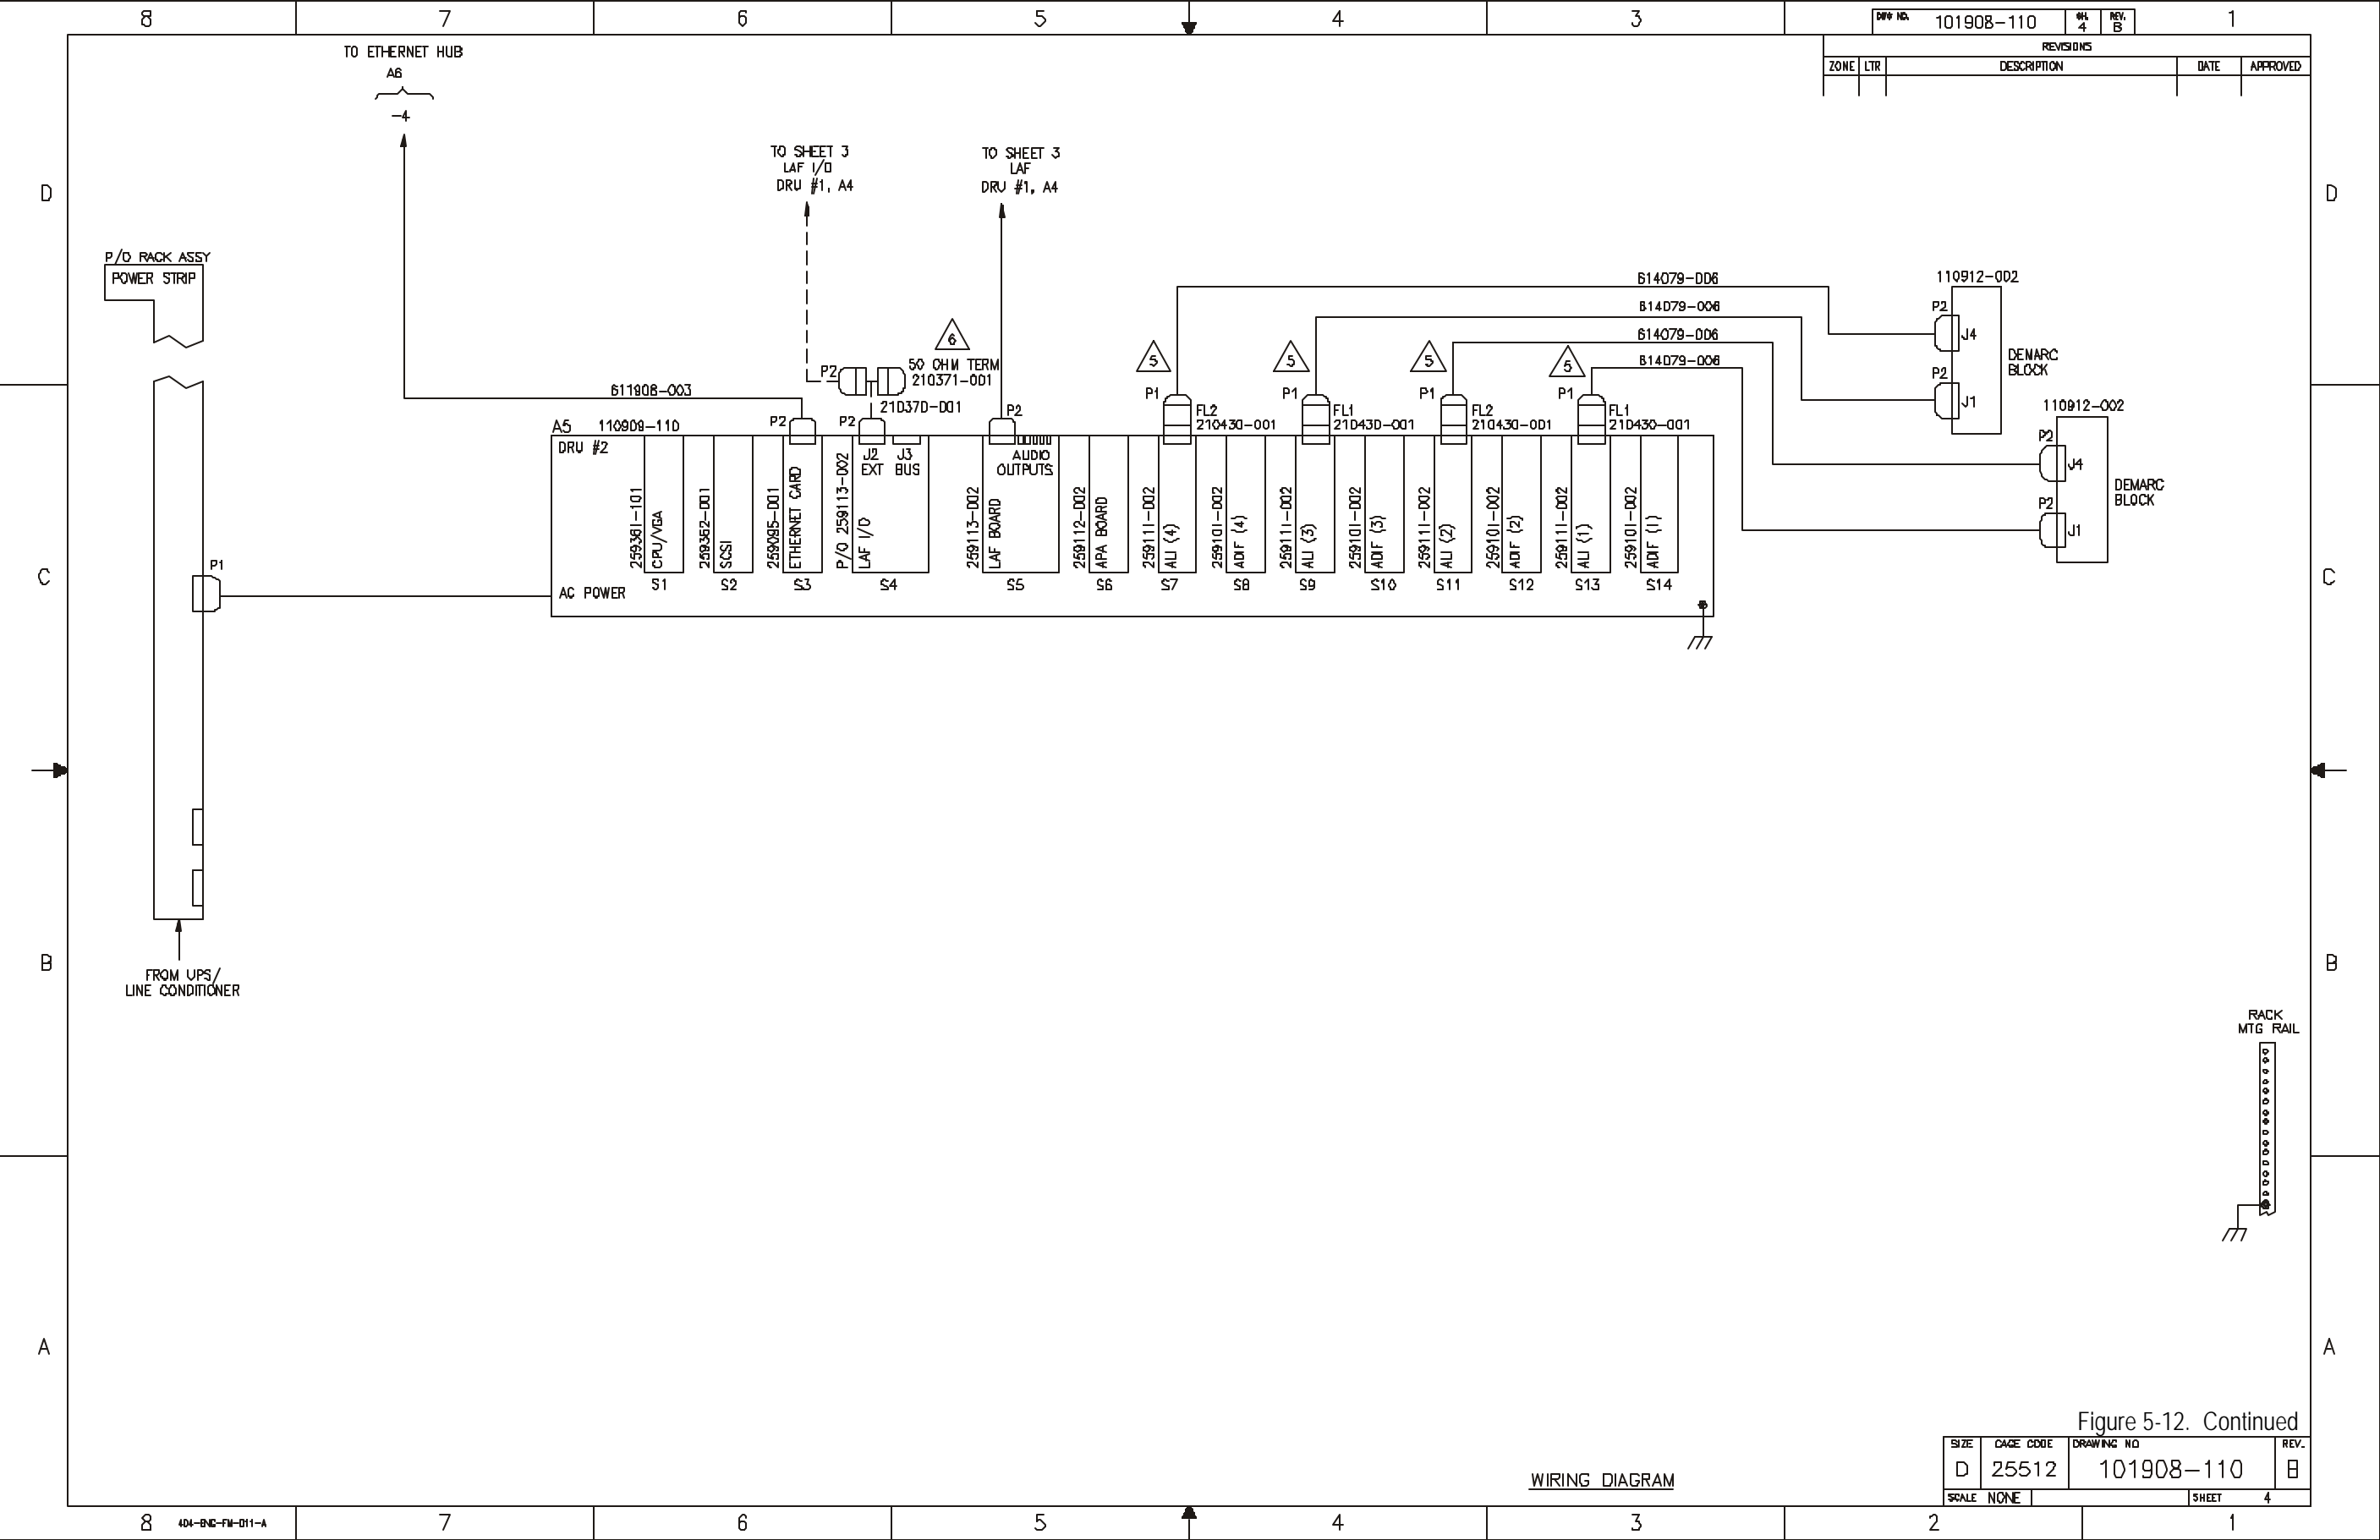 8 7 6 5 4 3 1
DWG NO. 101908-110 SH. 4 REV. B
REVISIONS
ZONE LTR DESCRIPTION DATE APPROVED
TO ETHERNET HUB
A6
-4
TO SHEET 3
LAF I/O
DRU #1, A4
TO SHEET 3
LAF
DRU #1, A4
D D
P/O RACK ASSY
POWER STRIP
614079-006
614079-006
614079-006
614079-006
110912-002
P2 J4
P2 J1
DEMARC
BLOCK
110912-002
P2 J4
P2 J1
DEMARC
BLOCK
6
50 OHM TERM
210371-001
P2
210370-001
611908-003
5 5 5 5
P1 FL2
210430-001
P1 FL1
210430-001
P1 FL2
210430-001
P1 FL1
210430-001
P2 P2 P2
A5 110909-110
DRU #2
J2 J3
EXT BUS
AUDIO
OUTPUTS
259361-101
CPU/VGA
259362-001
SCSI
259095-001
ETHERNET CARD
P/O 259113-002
LAF I/O
259113-002
LAF BOARD
259112-002
APA BOARD
259111-002
ALI (4)
259101-002
ADIF (4)
259111-002
ALI (3)
259101-002
ADIF (3)
259111-002
ALI (2)
259101-002
ADIF (2)
259111-002
ALI (1)
259101-002
ADIF (1)
S1 S2 S3 S4 S5 S6 S7 S8 S9 S10 S11 S12 S13 S14
AC POWER
P1
C C
B B
FROM UPS/
LINE CONDITIONER
RACK
MTG RAIL
A A
Figure 5-12. Continued
WIRING DIAGRAM
SIZE D CAGE CODE 25512 DRAWING NO 101908-110 REV. B
SCALE NONE SHEET 4
8 404-ENG-FM-011-A 7 6 5 4 3 2 1